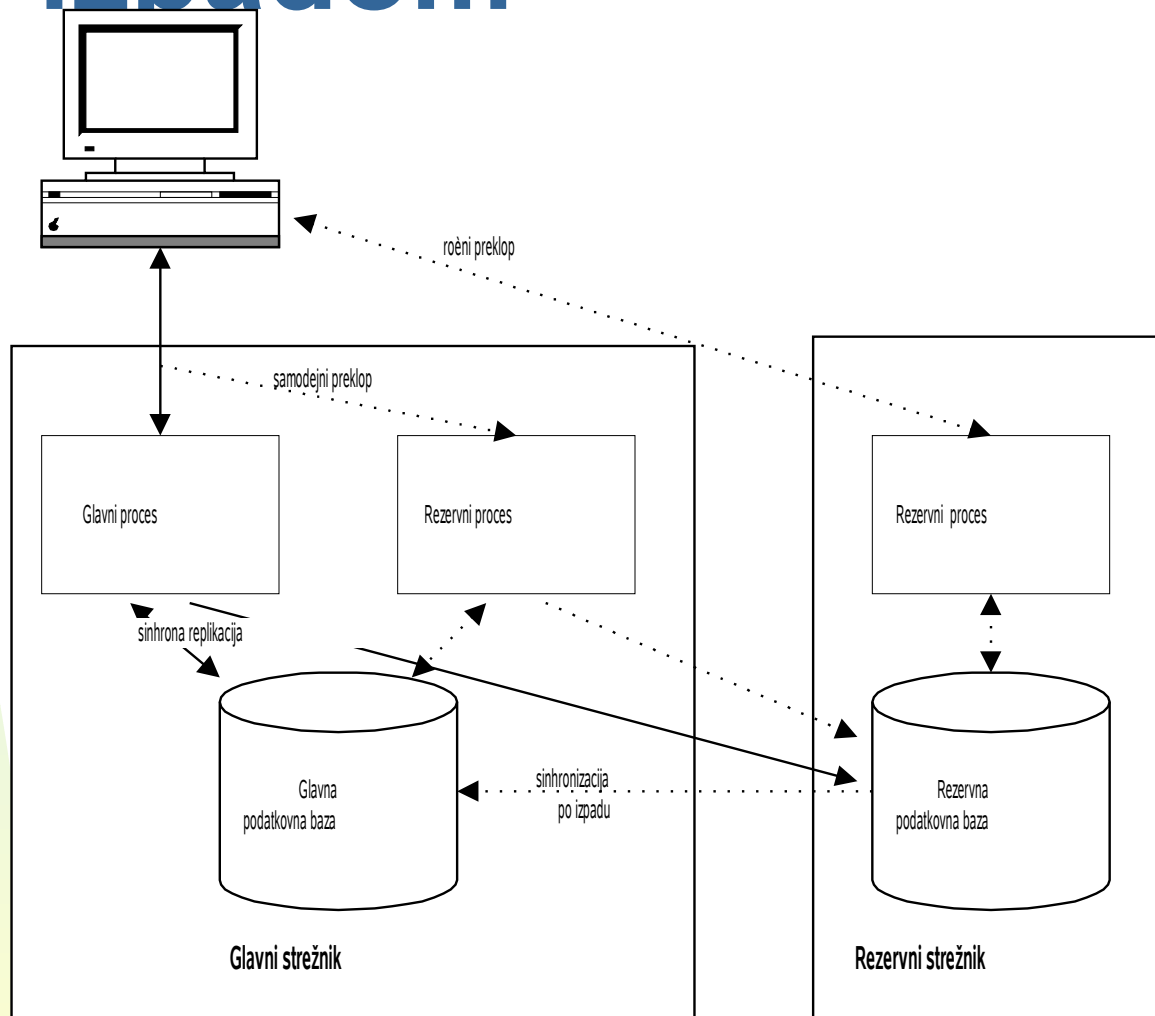 izpadom
roèni preklop
samodejni preklop
Glavni proces
Rezervni proces
Rezervni proces
sinhrona replikacija
sinhronizacija
po izpadu
Glavna
podatkovna baza
Rezervna
podatkovna baza
Glavni strežnik
Rezervni strežnik